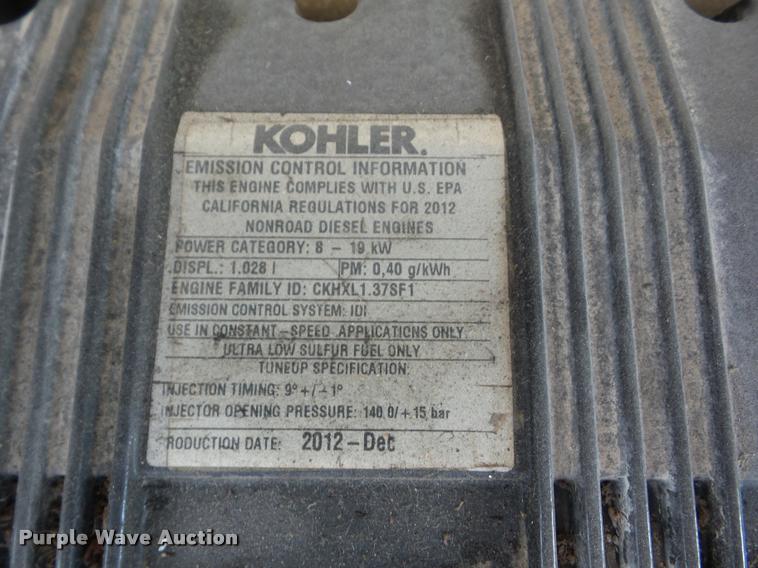 KOHLER.
EMISSION CONTROL INFORMATION
THIS ENGINE COMPLIES WITH U.S. EPA
CALIFORNIA REGULATIONS FOR 2012
NONROAD DIESEL ENGINES
POWER CATEGORY: 8 – 19 kW
DISPL.: 1.028 l PM: 0,40 g/kWh
ENGINE FAMILY ID: CKHXL1.37SF1
EMISSION CONTROL SYSTEM: IDI
USE IN CONSTANT–SPEED APPLICATIONS ONLY
ULTRA LOW SULFUR FUEL ONLY
TUNEUP SPECIFICATION:
INJECTION TIMING: 9° +/–1°
INJECTOR OPENING PRESSURE: 140.0/+15 bar
PRODUCTION DATE: 2012–Dec
Purple Wave Auction